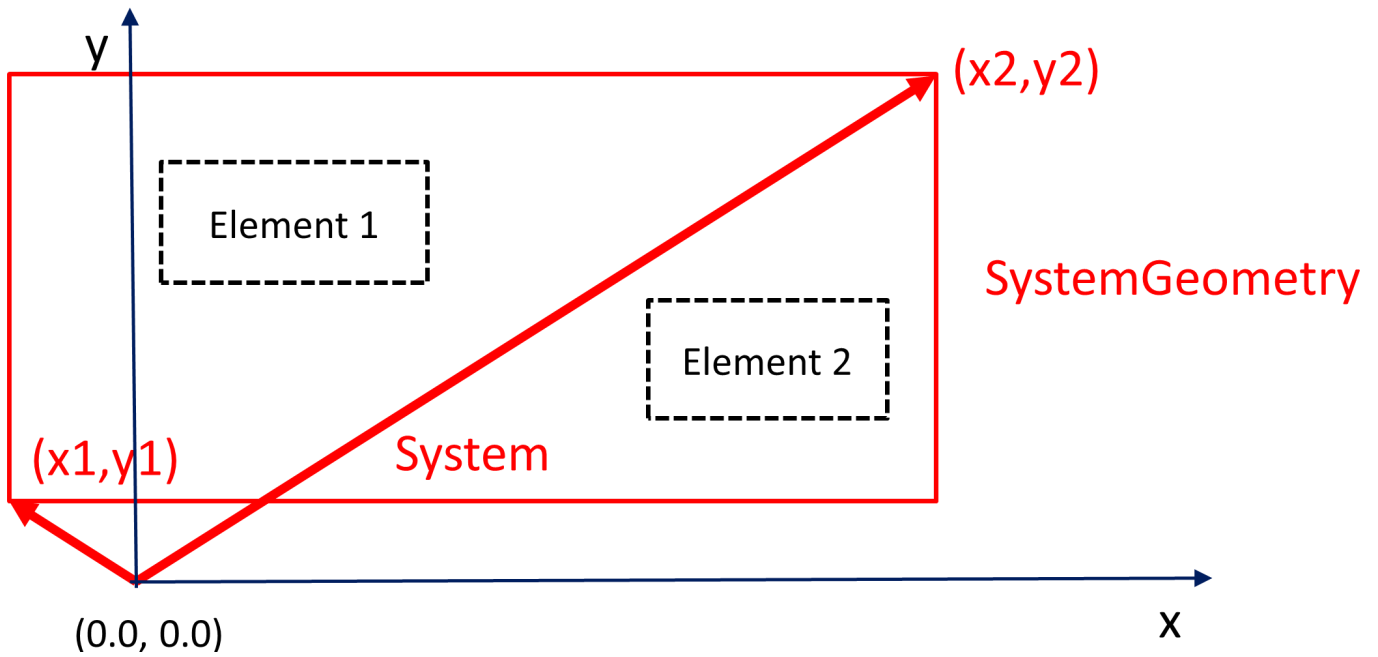 y
(x2,y2)
Element 1
SystemGeometry
Element 2
(x1,y1)
System
(0.0, 0.0)
x